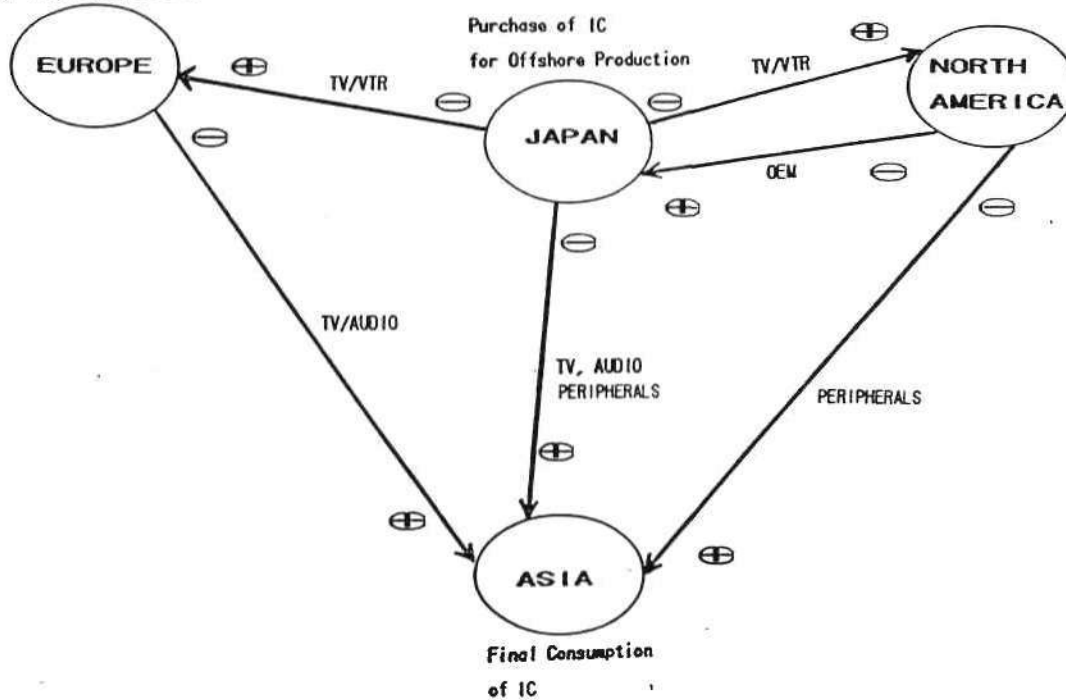 Purchase of IC
for Offshore Production
EUROPE
TV/VTR
JAPAN
TV/VTR
NORTH
AMERICA
OEM
TV/AUDIO
TV, AUDIO
PERIPHERALS
PERIPHERALS
ASIA
Final Consumption
of IC